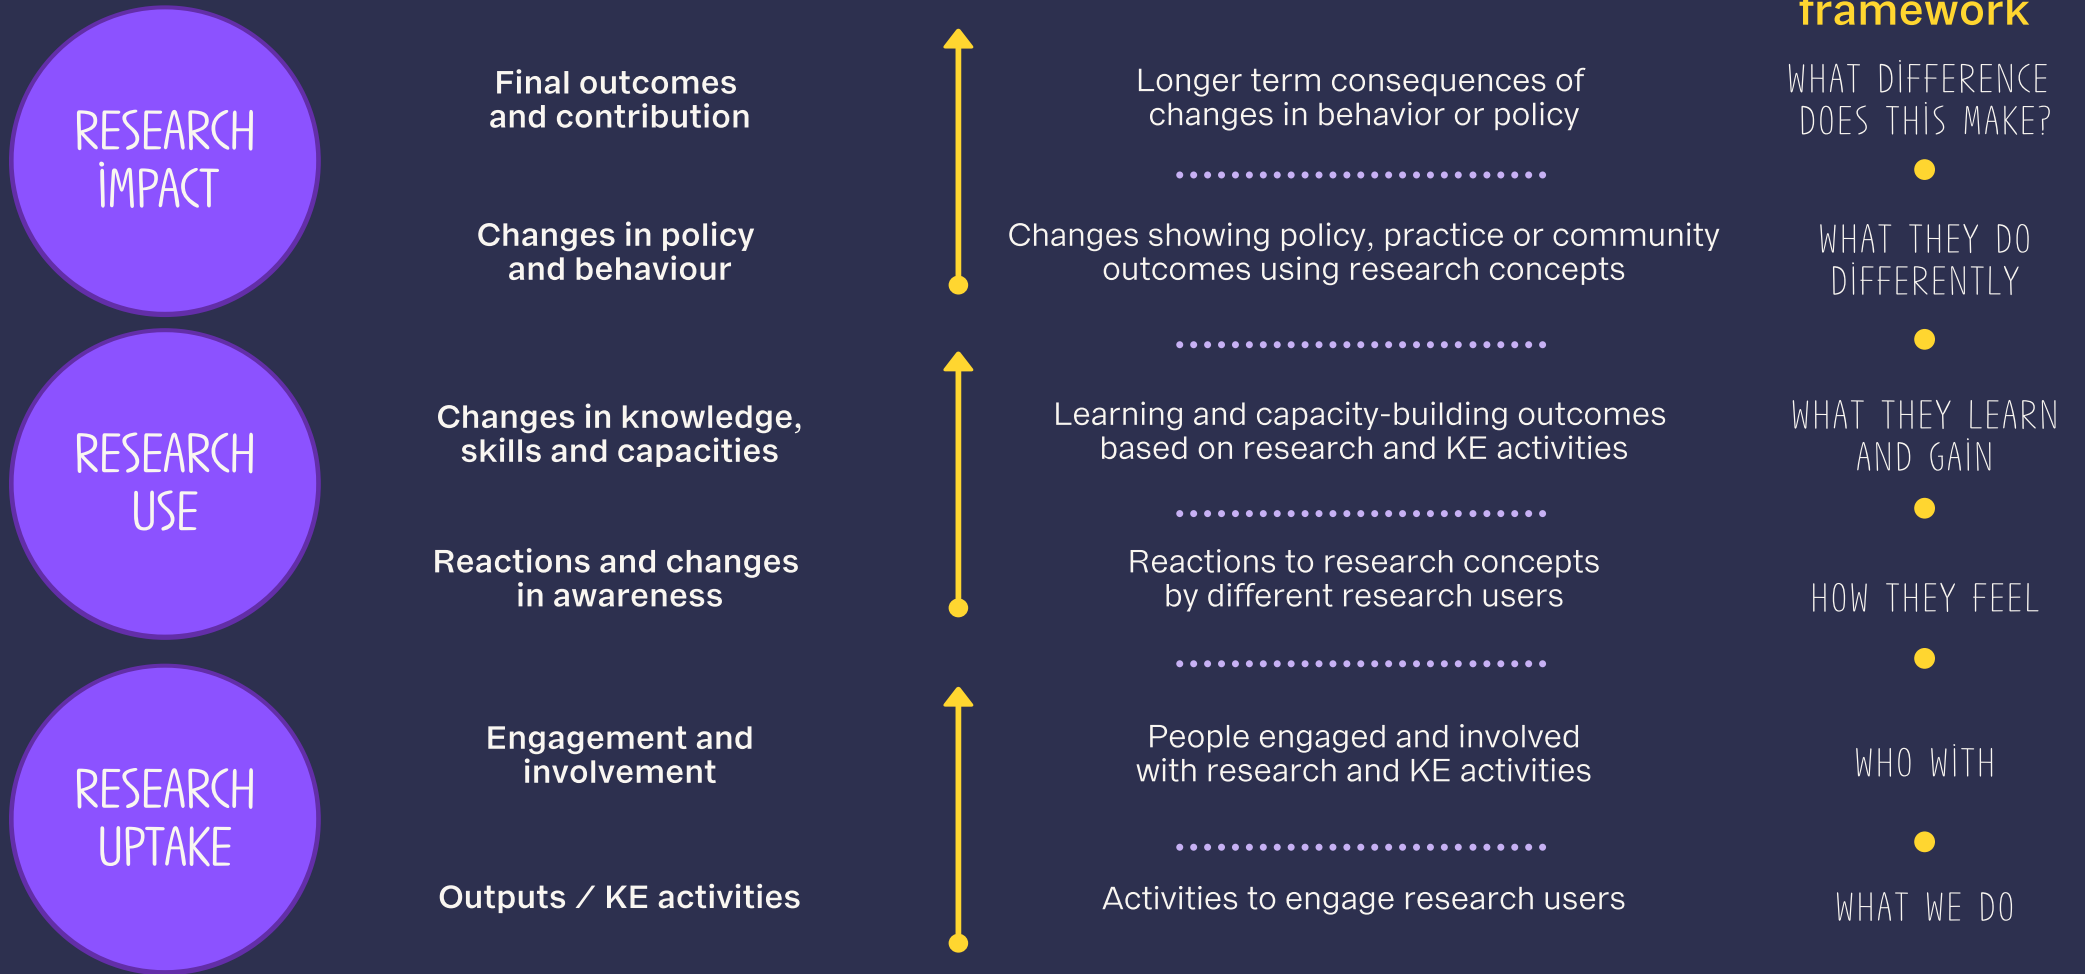 framework
RESEARCH
IMPACT
Final outcomes
and contribution
Longer term consequences of
changes in behavior or policy
WHAT DIFFERENCE
DOES THIS MAKE?
Changes in policy
and behaviour
Changes showing policy, practice or community
outcomes using research concepts
WHAT THEY DO
DIFFERENTLY
RESEARCH
USE
Changes in knowledge,
skills and capacities
Learning and capacity-building outcomes
based on research and KE activities
WHAT THEY LEARN
AND GAIN
Reactions and changes
in awareness
Reactions to research concepts
by different research users
HOW THEY FEEL
RESEARCH
UPTAKE
Engagement and
involvement
People engaged and involved
with research and KE activities
WHO WITH
Outputs / KE activities
Activities to engage research users
WHAT WE DO